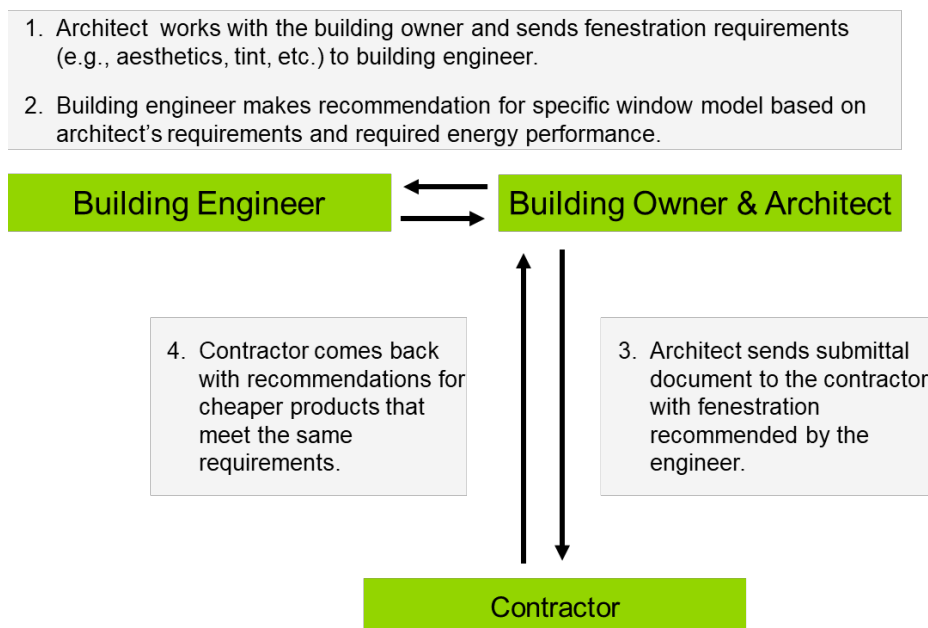 1. Architect works with the building owner and sends fenestration requirements
(e.g., aesthetics, tint, etc.) to building engineer.
2. Building engineer makes recommendation for specific window model based on
architect's requirements and required energy performance.
Building Engineer
Building Owner & Architect
4. Contractor comes back
with recommendations for
cheaper products that
meet the same
requirements.
3. Architect sends submittal
document to the contractor
with fenestration
recommended by the
engineer.
Contractor